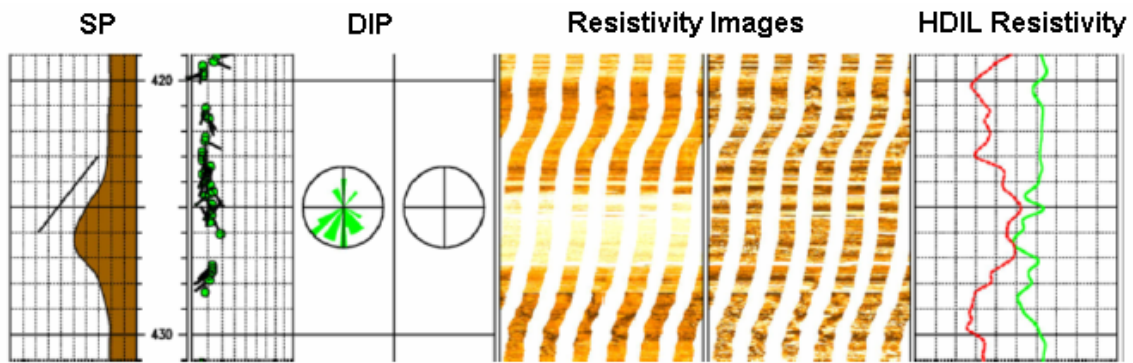 SP
DIP
Resistivity Images
HDIL Resistivity
420
430